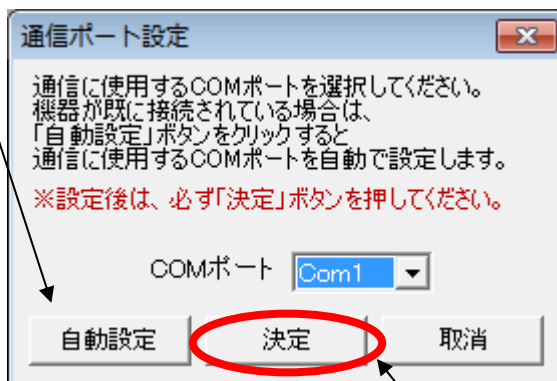 通信ポート設定
通信に使用するCOMポートを選択してください。
機器が既に接続されている場合は、
「自動設定」ボタンをクリックすると
通信に使用するCOMポートを自動で設定します。
※設定後は、必ず「決定」ボタンを押してください。
COMポート Com1
自動設定 決定 取消